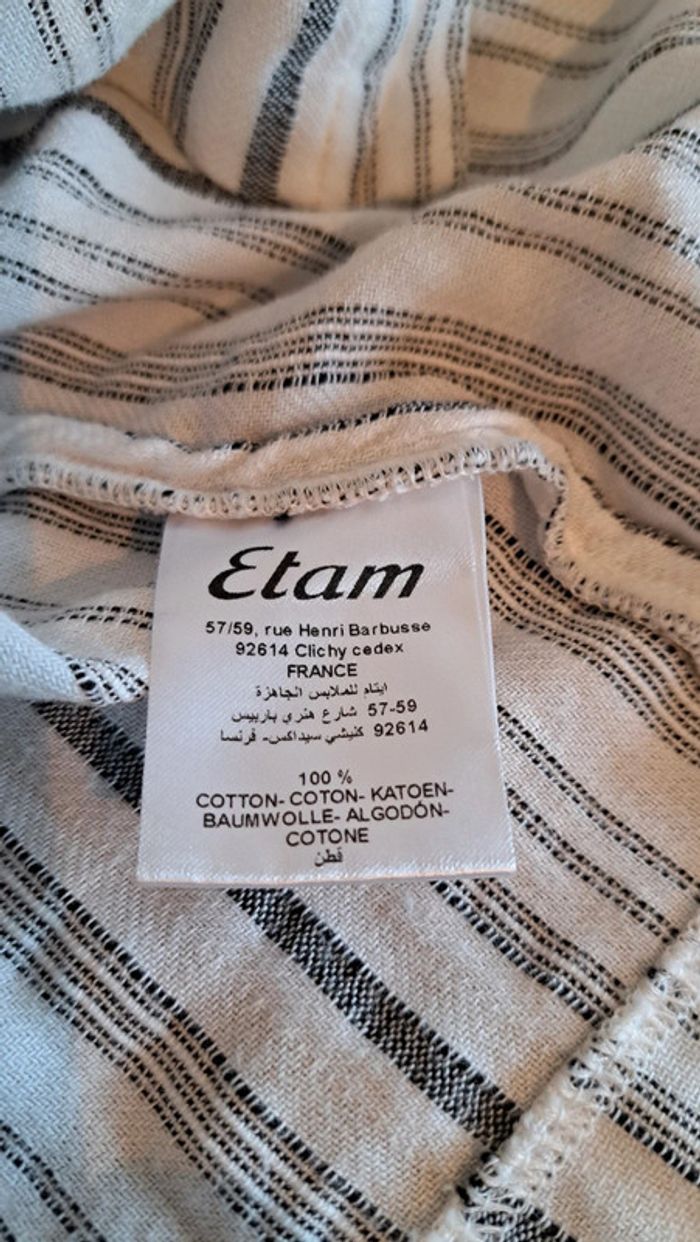 Etam
57/59, rue Henri Barbusse
92614 Clichy cedex
FRANCE
ايتام للملابس الجاهزة
57-59 شارع هنري باربيس
92614 كليشي سيداكس- فرنسا
100 %
COTTON- COTON- KATOEN-
BAUMWOLLE- ALGODÓN-
COTONE
قطن